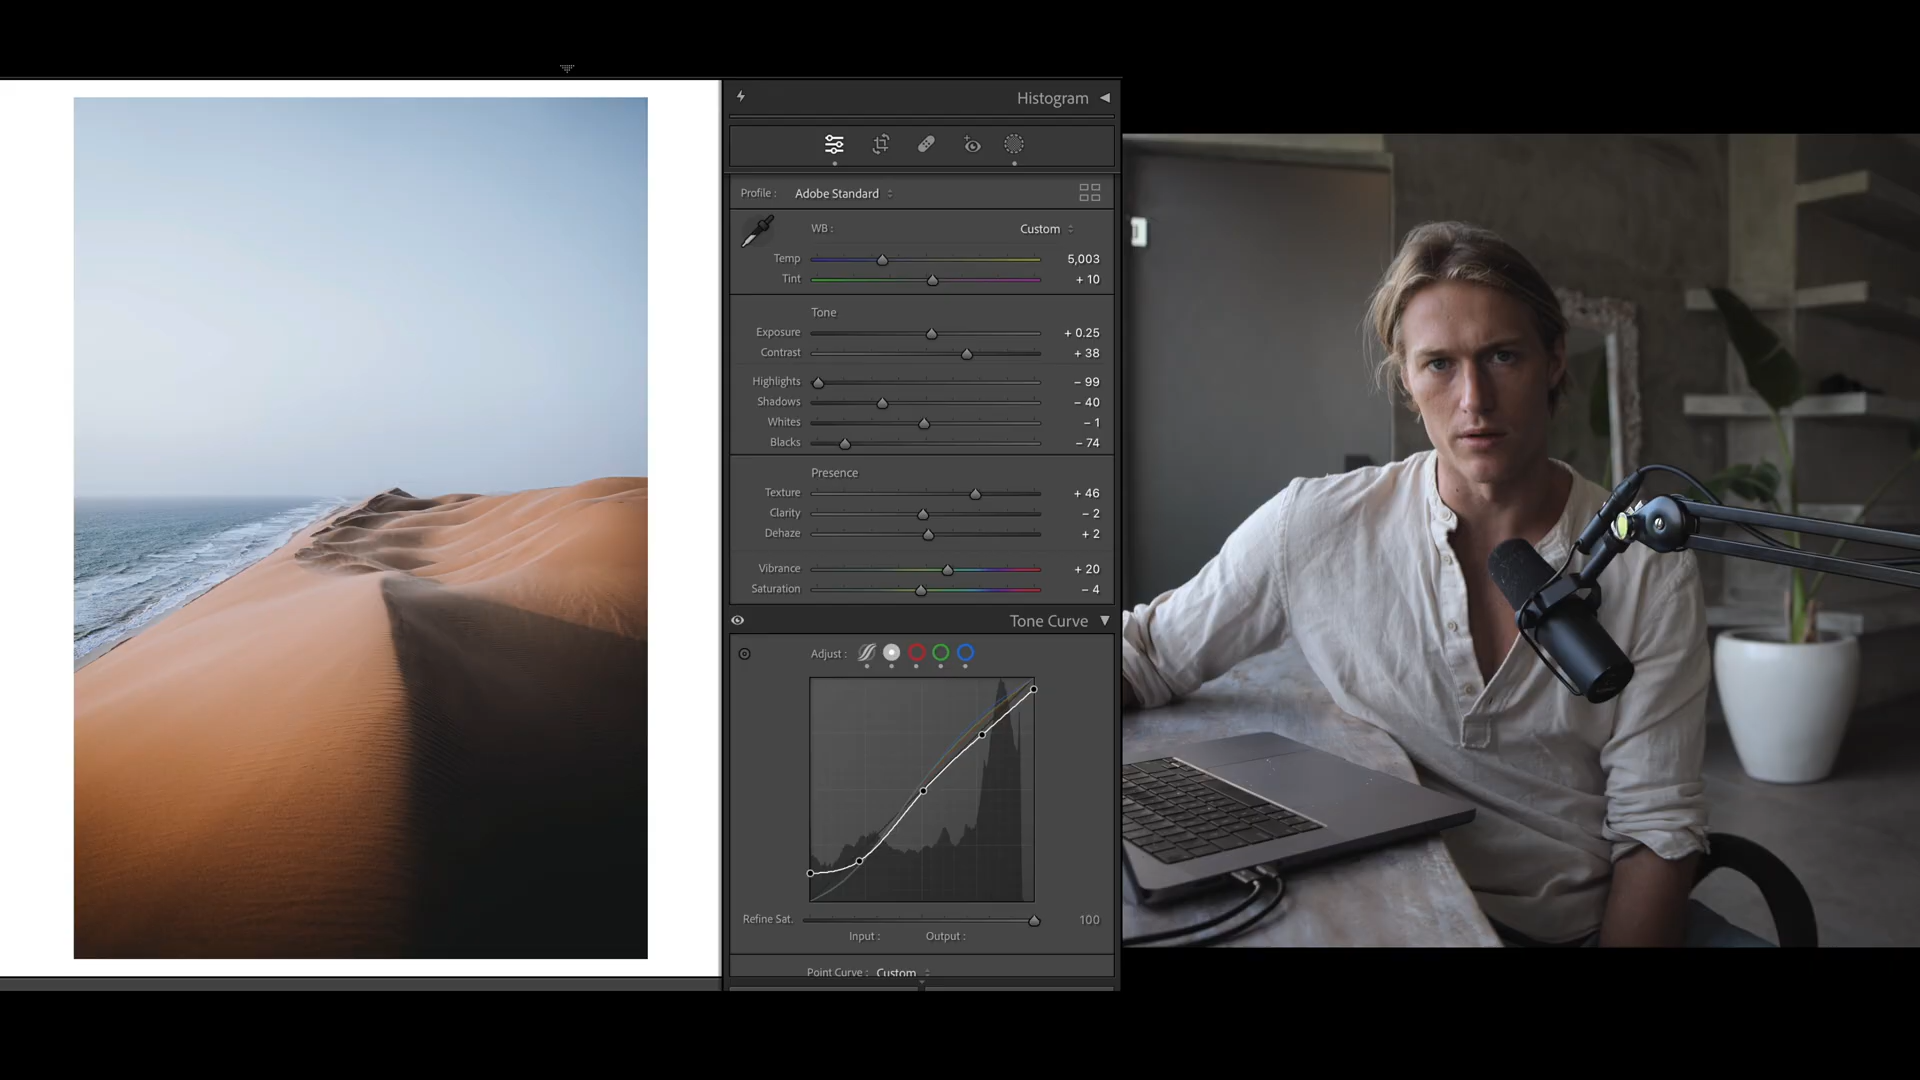 Histogram
Profile : Adobe Standard
WB : Custom
Temp 5,003
Tint + 10
Tone
Exposure + 0.25
Contrast + 38
Highlights − 99
Shadows − 40
Whites − 1
Blacks − 74
Presence
Texture + 46
Clarity − 2
Dehaze + 2
Vibrance + 20
Saturation − 4
Tone Curve
Adjust :
Refine Sat. 100
Input : Output :
Point Curve : Custom